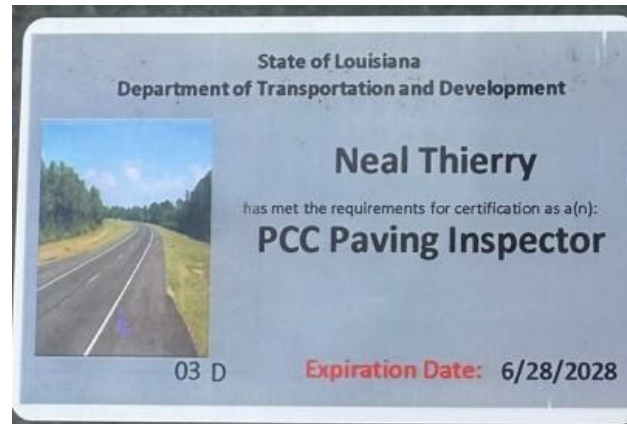 State of Louisiana
Department of Transportation and Development
Neal Thierry
has met the requirements for certification as a(n):
PCC Paving Inspector
03 D
Expiration Date: 6/28/2028